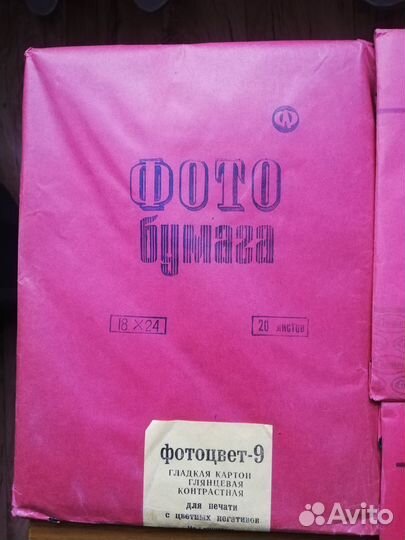 ФОТО
бумага
18×24
20 листов
фотоцвет-9
ГЛАДКАЯ КАРТОН
ГЛЯНЦЕВАЯ
КОНТРАСТНАЯ
для печати
с цветных негативов
Avito